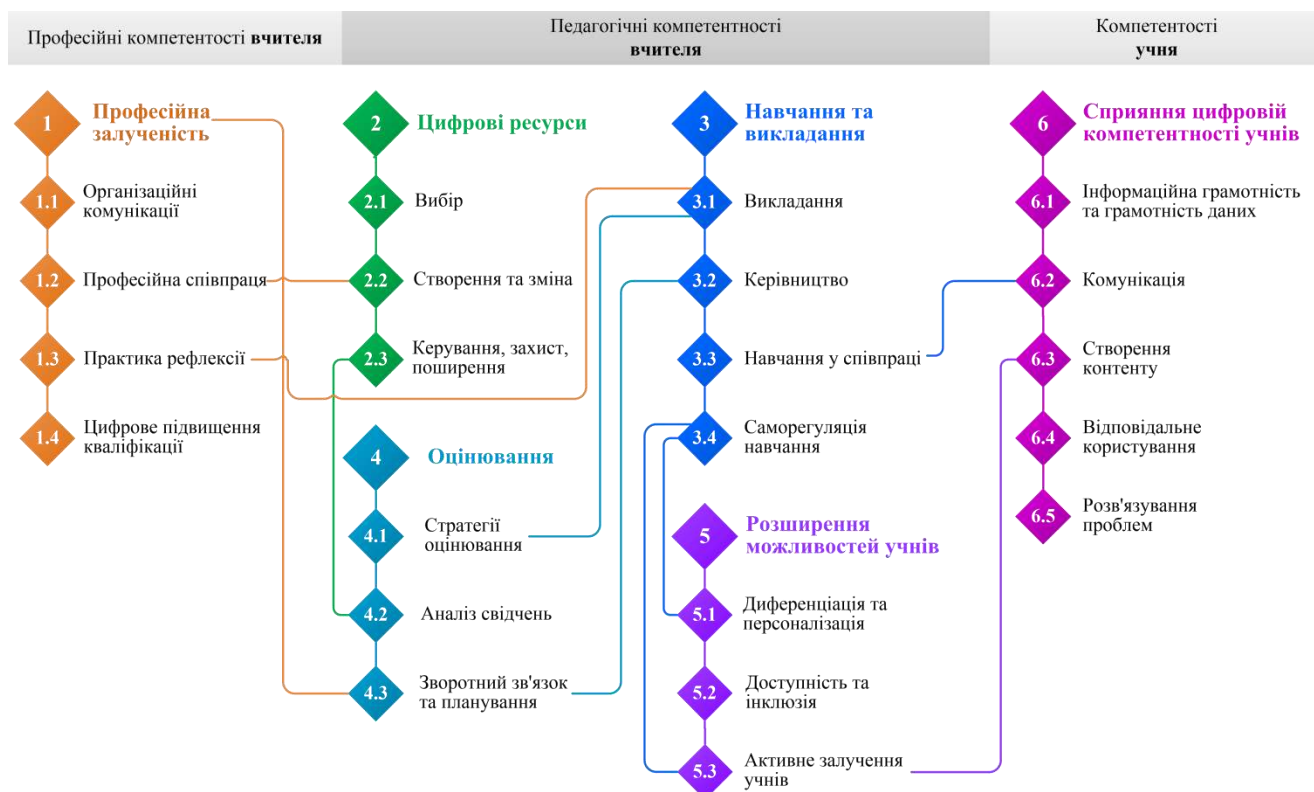 Професійні компетентості вчителя
Педагогічні компетентності
вчителя
Компетентості
учня
1
Професійна
залученість
1.1
Організаційні
комунікації
1.2
Професійна співпраця
1.3
Практика рефлексії
1.4
Цифрове підвищення
кваліфікації
2
Цифрові ресурси
2.1
Вибір
2.2
Створення та зміна
2.3
Керування, захист,
поширення
4
Оцінювання
4.1
Стратегії
оцінювання
4.2
Аналіз свідчень
4.3
Зворотний зв'язок
та планування
3
Навчання та
викладання
3.1
Викладання
3.2
Керівництво
3.3
Навчання у співпраці
3.4
Саморегуляція
навчання
5
Розширення
можливостей учнів
5.1
Диференціація та
персоналізація
5.2
Доступність та
інклюзія
5.3
Активне залучення
учнів
6
Сприяння цифровій
компетентності учнів
6.1
Інформаційна грамотність
та грамотність даних
6.2
Комунікація
6.3
Створення
контенту
6.4
Відповідальне
користування
6.5
Розв'язування
проблем